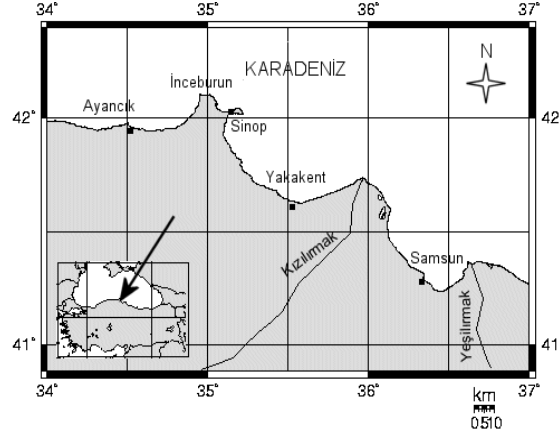 34° 35° 36° 37°
KARADENİZ
N
İnceburun
Ayancık
42° 42°
Sinop
Yakakent
Kızılırmak
Samsun
Yeşilırmak
41° 41°
34° 35° 36° 37°
km
0510